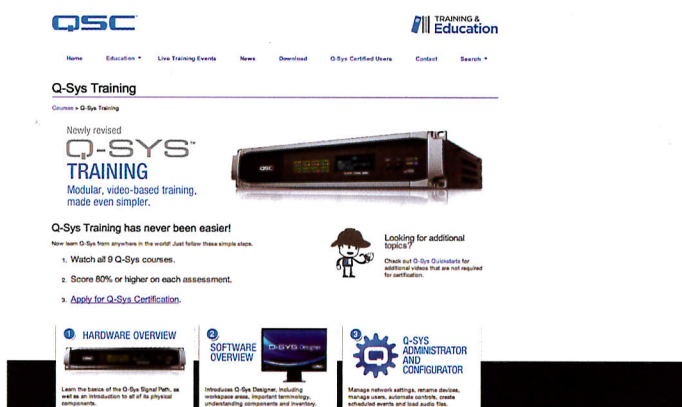 QSC
TRAINING &
Education
Home Education Live Training Events News Download Q-Sys Certified Users Contact Search
Q-Sys Training
Courses » Q-Sys Training
Newly revised
Q-SYS™
TRAINING
Modular, video-based training,
made even simpler.
QSC
Q-Sys Training has never been easier!
Now learn Q-Sys from anywhere in the world! Just follow these simple steps.
1. Watch all 9 Q-Sys courses.
2. Score 80% or higher on each assessment.
3. Apply for Q-Sys Certification.
Looking for additional
topics?
Check out Q-Sys Quickstarts for
additional videos that are not required
for certification.
1 HARDWARE OVERVIEW
Learn the basics of the Q-Sys Signal Path, as
well as an introduction to all of its physical
components.
2
SOFTWARE
OVERVIEW
Q-SYS Designer
Introduces Q-Sys Designer, including
workspace areas, important terminology,
understanding components and inventory.
3
Q-SYS
ADMINISTRATOR
AND
CONFIGURATOR
Manage network settings, rename devices,
manage users, automate controls, create
scheduled events and load audio files.